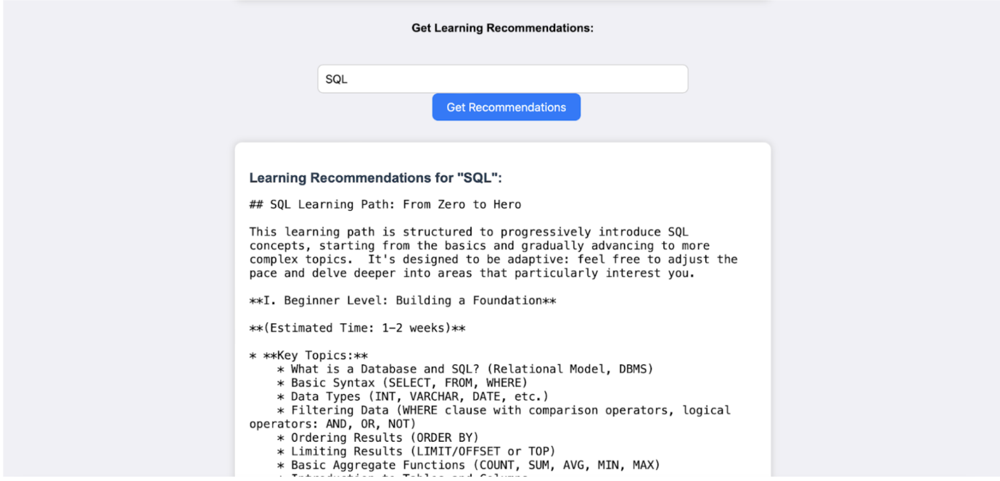 Get Learning Recommendations:
SQL
Get Recommendations
Learning Recommendations for "SQL":
## SQL Learning Path: From Zero to Hero
This learning path is structured to progressively introduce SQL
concepts, starting from the basics and gradually advancing to more
complex topics.  It's designed to be adaptive: feel free to adjust the
pace and delve deeper into areas that particularly interest you.
**I. Beginner Level: Building a Foundation**
**(Estimated Time: 1-2 weeks)**
* **Key Topics:**
    * What is a Database and SQL? (Relational Model, DBMS)
    * Basic Syntax (SELECT, FROM, WHERE)
    * Data Types (INT, VARCHAR, DATE, etc.)
    * Filtering Data (WHERE clause with comparison operators, logical
operators: AND, OR, NOT)
    * Ordering Results (ORDER BY)
    * Limiting Results (LIMIT/OFFSET or TOP)
    * Basic Aggregate Functions (COUNT, SUM, AVG, MIN, MAX)
    * Introduction to Tables and Columns